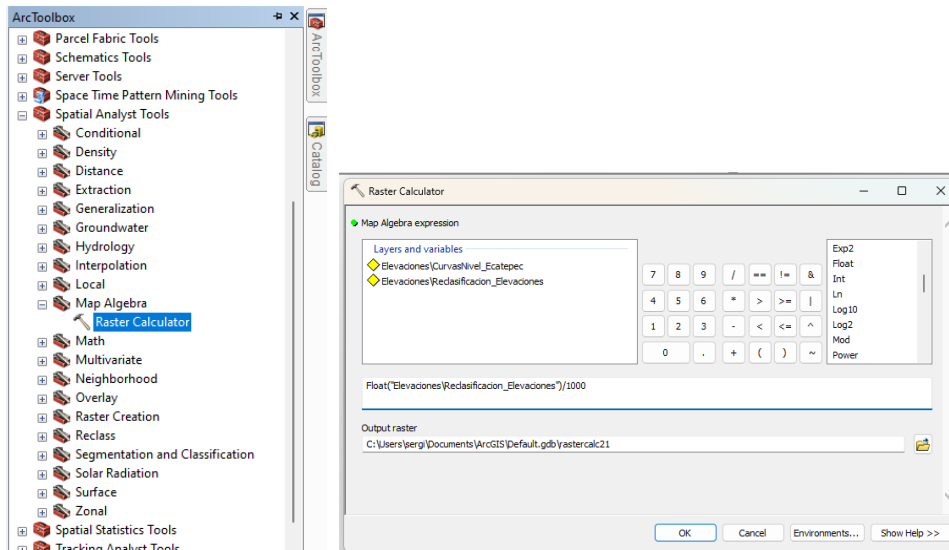 ArcToolbox
Parcel Fabric Tools
Schematics Tools
Server Tools
Space Time Pattern Mining Tools
Spatial Analyst Tools
Conditional
Density
Distance
Extraction
Generalization
Groundwater
Hydrology
Interpolation
Local
Map Algebra
Raster Calculator
Math
Multivariate
Neighborhood
Overlay
Raster Creation
Reclass
Segmentation and Classification
Solar Radiation
Surface
Zonal
Spatial Statistics Tools
Tracking Analyst Tools
ArcToolbox
Catalog
Raster Calculator
Map Algebra expression
Layers and variables
Elevaciones\CurvasNivel_Ecatepec
Elevaciones\Reclasificacion_Elevaciones
7 8 9 / == != &
4 5 6 * > >= |
1 2 3 - < <= ^
0 . + ( ) ~
Exp2
Float
Int
Ln
Log10
Log2
Mod
Power
Float("Elevaciones\Reclasificacion_Elevaciones")/1000
Output raster
C:\Users\sergi\Documents\ArcGIS\Default.gdb\rastercalc21
OK Cancel Environments... Show Help >>